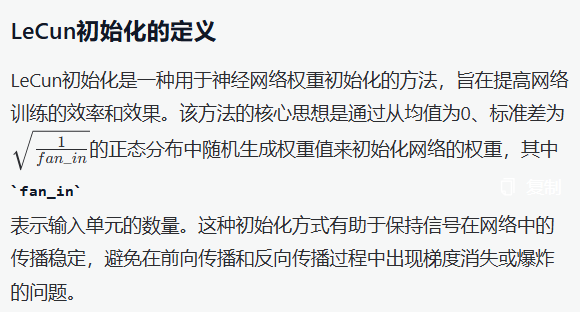 LeCun初始化的定义
LeCun初始化是一种用于神经网络权重初始化的方法，旨在提高网络
训练的效率和效果。该方法的核心思想是通过从均值为0、标准差为
√(1/fan_in)的正态分布中随机生成权重值来初始化网络的权重，其中
`fan_in`
复制
表示输入单元的数量。这种初始化方式有助于保持信号在网络中的
传播稳定，避免在前向传播和反向传播过程中出现梯度消失或爆炸
的问题。